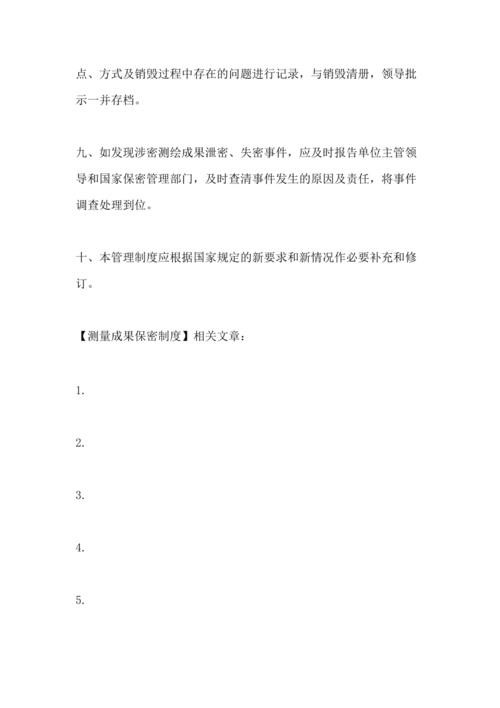 点、方式及销毁过程中存在的问题进行记录，与销毁清册，领导批
示一并存档。
九、如发现涉密测绘成果泄密、失密事件，应及时报告单位主管领
导和国家保密管理部门，及时查清事件发生的原因及责任，将事件
调查处理到位。
十、本管理制度应根据国家规定的新要求和新情况作必要补充和修
订。
【测量成果保密制度】相关文章：
1.
2.
3.
4.
5.